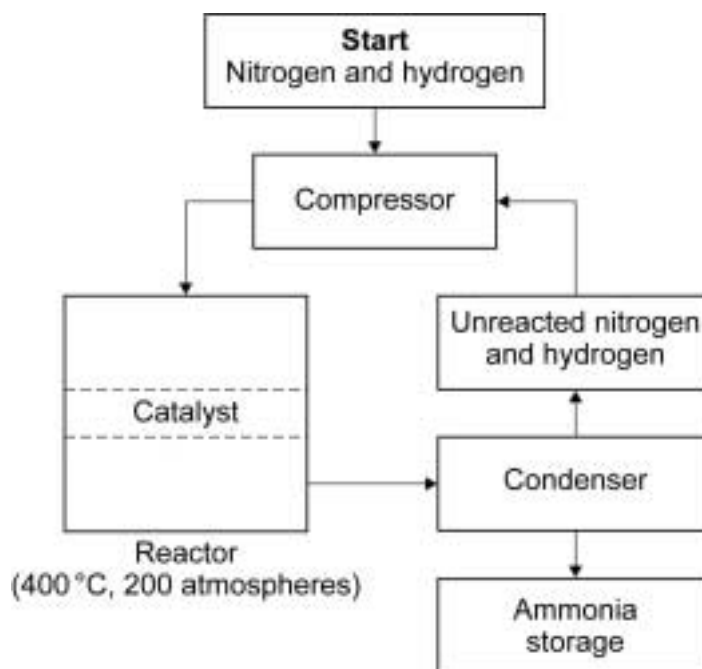 Start
Nitrogen and hydrogen
Compressor
Unreacted nitrogen
and hydrogen
Catalyst
Condenser
Reactor
(400 °C, 200 atmospheres)
Ammonia
storage